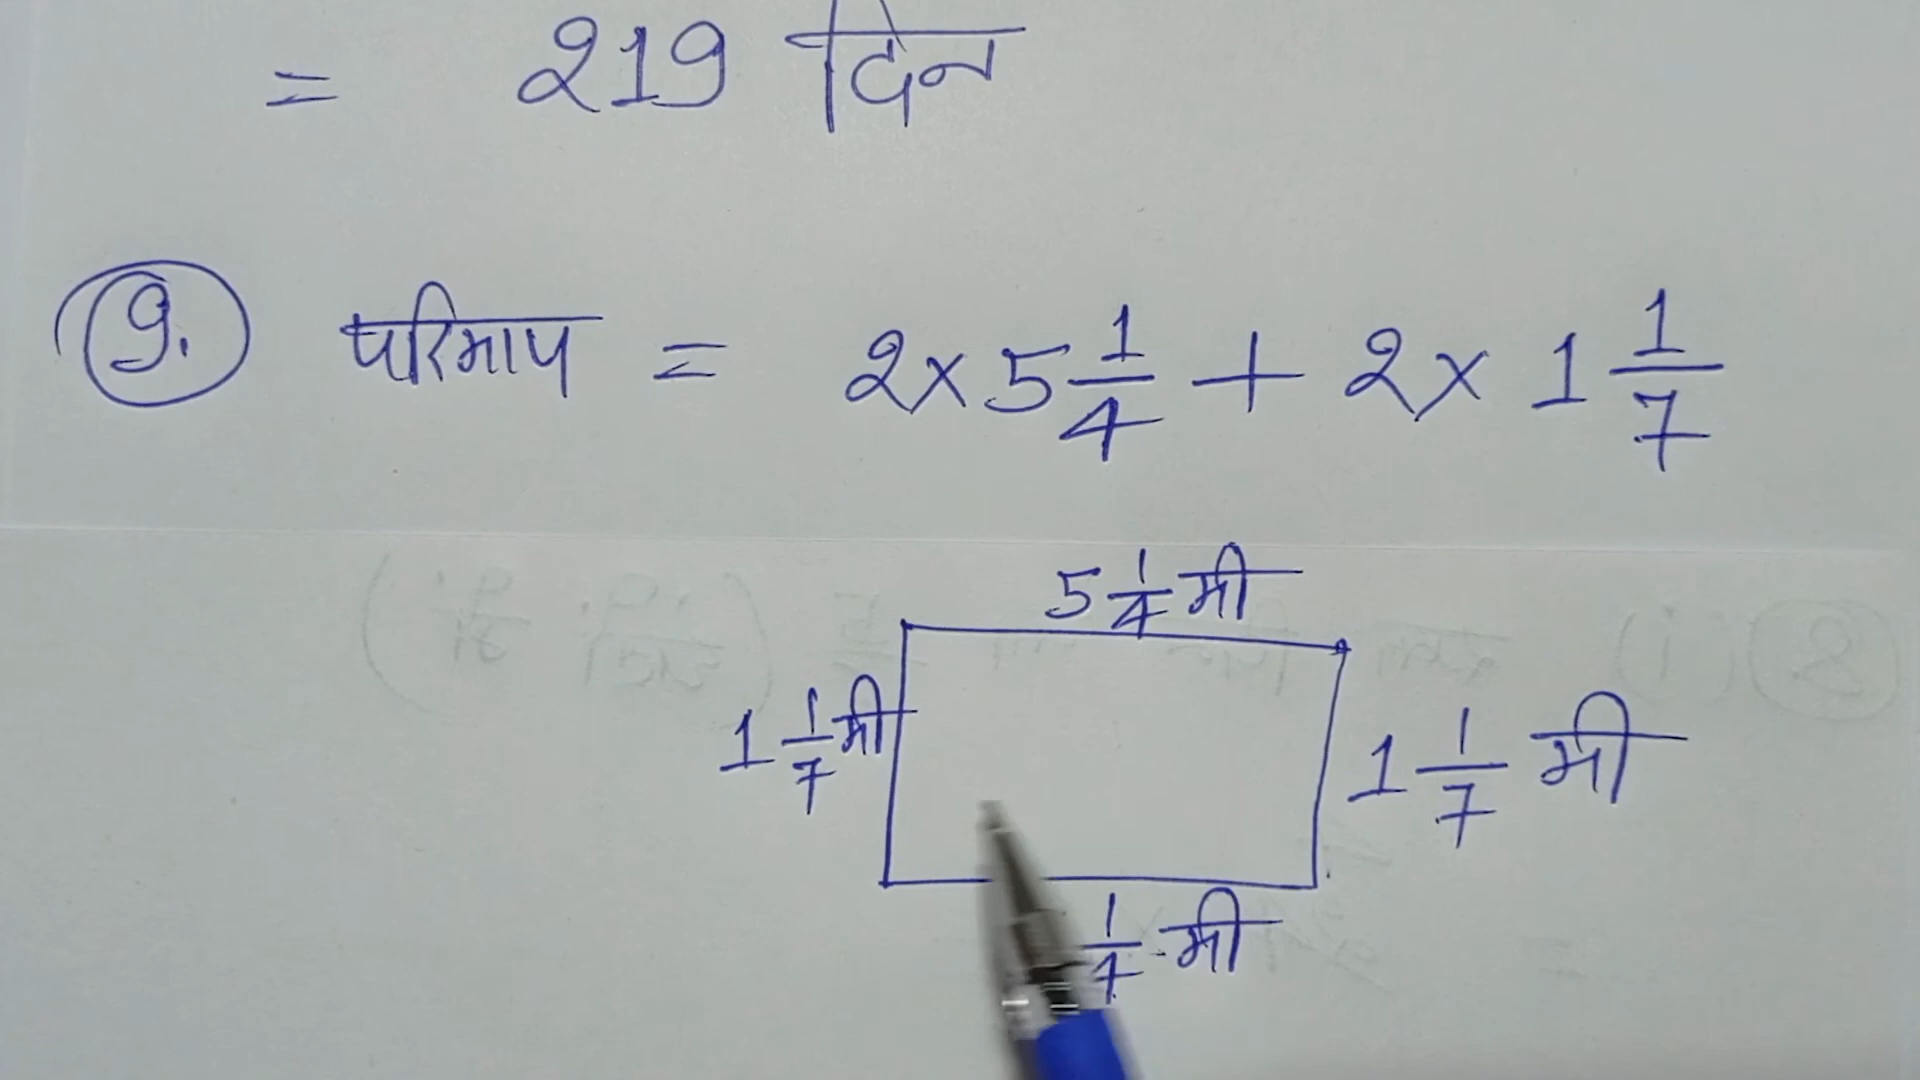 = 219 दिन
9. परिमाप = 2 × 5 1/4 + 2 × 1 1/7
5 1/4 मी
1 1/7 मी 1 1/7 मी
1/4 मी